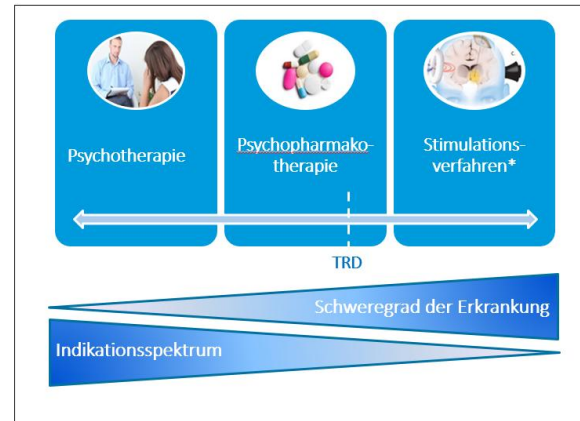 Psychotherapie
Psychopharmako-
therapie
Stimulations-
verfahren*
TRD
Schweregrad der Erkrankung
Indikationsspektrum